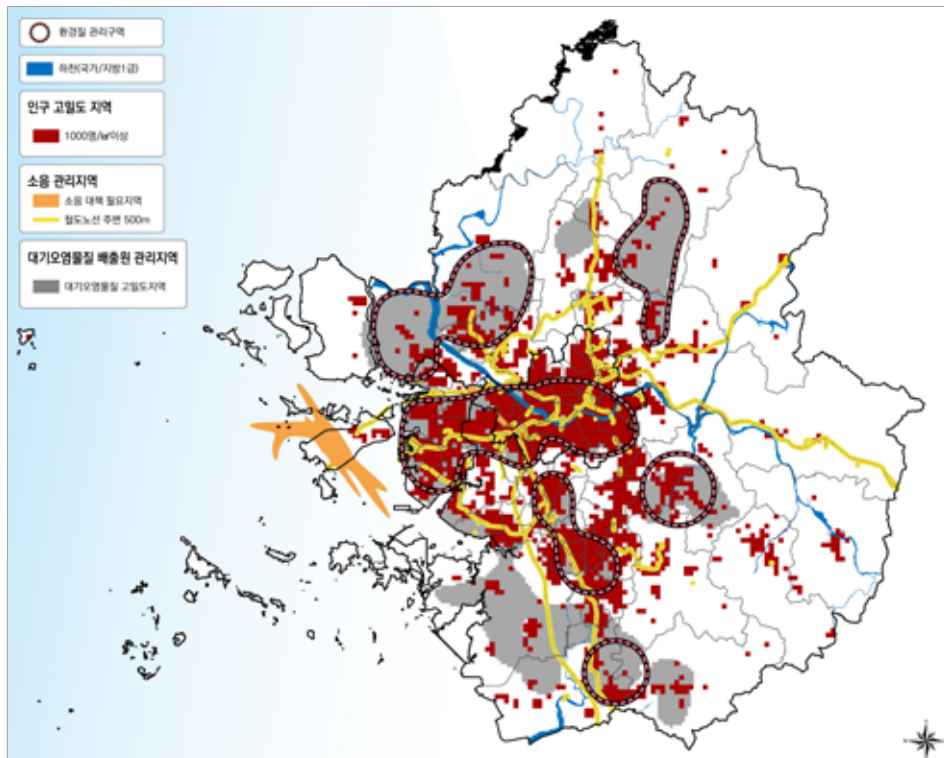 환경질 관리구역
하천(국가/지방1급)
인구 고밀도 지역
1000명/㎢이상
소음 관리지역
소음 대책 필요지역
철도노선 주변 500m
대기오염물질 배출원 관리지역
대기오염물질 고밀도지역